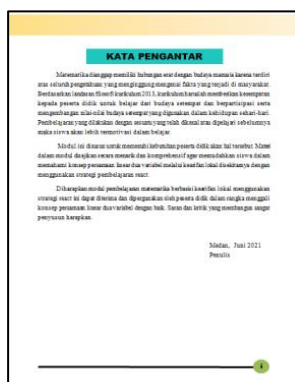 KATA PENGANTAR
Matematika dianggap memiliki hubungan erat dengan budaya manusia karena terdiri
atas seluruh pengetahuan yang menyinggung mengenai fakta yang terjadi di masyarakat.
Berdasarkan landasan filosofi kurikulum 2013, kurikulum haruslah memberikan kesempatan
kepada peserta didik untuk belajar dari budaya setempat dan berpartisipasi serta
mengembangkan nilai-nilai budaya setempat yang digunakan dalam kehidupan sehari-hari.
Pembelajaran yang dilakukan dengan sesuatu yang telah dikenal atau dipelajari sebelumnya
maka siswa akan lebih termotivasi dalam belajar.
Modul ini disusun untuk memenuhi kebutuhan peserta didik akan hal tersebut. Materi
dalam modul disajikan secara menarik dan komprehensif agar memudahkan siswa dalam
memahami konsep persamaan linear dua variabel melalui kearifan lokal disekitarnya dengan
menggunakan strategi pembelajaran react.
Diharapkan modul pembelajaran matematika berbasis kearifan lokal menggunakan
strategi react ini dapat diterima dan dipergunakan oleh peserta didik dalam rangka menggali
konsep persamaan linear dua variabel dengan baik. Saran dan kritik yang membangun sangat
penyusun harapkan.
Medan, Juni 2021
Penulis
i